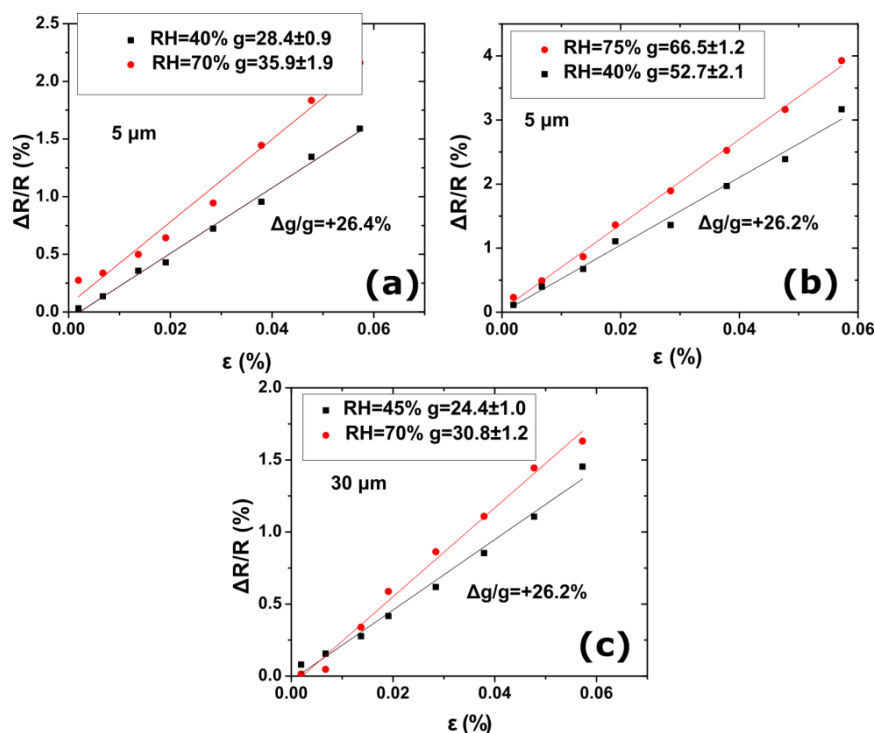 2.5
2.0
1.5
1.0
0.5
0.0
ΔR/R (%)
RH=40% g=28.4±0.9
RH=70% g=35.9±1.9
5 μm
Δg/g=+26.4%
(a)
0.00 0.02 0.04 0.06
ε (%)
4
3
2
1
0
ΔR/R (%)
RH=75% g=66.5±1.2
RH=40% g=52.7±2.1
5 μm
Δg/g=+26.2%
(b)
0.00 0.02 0.04 0.06
ε (%)
2.0
1.5
1.0
0.5
0.0
ΔR/R (%)
RH=45% g=24.4±1.0
RH=70% g=30.8±1.2
30 μm
Δg/g=+26.2%
(c)
0.00 0.02 0.04 0.06
ε (%)